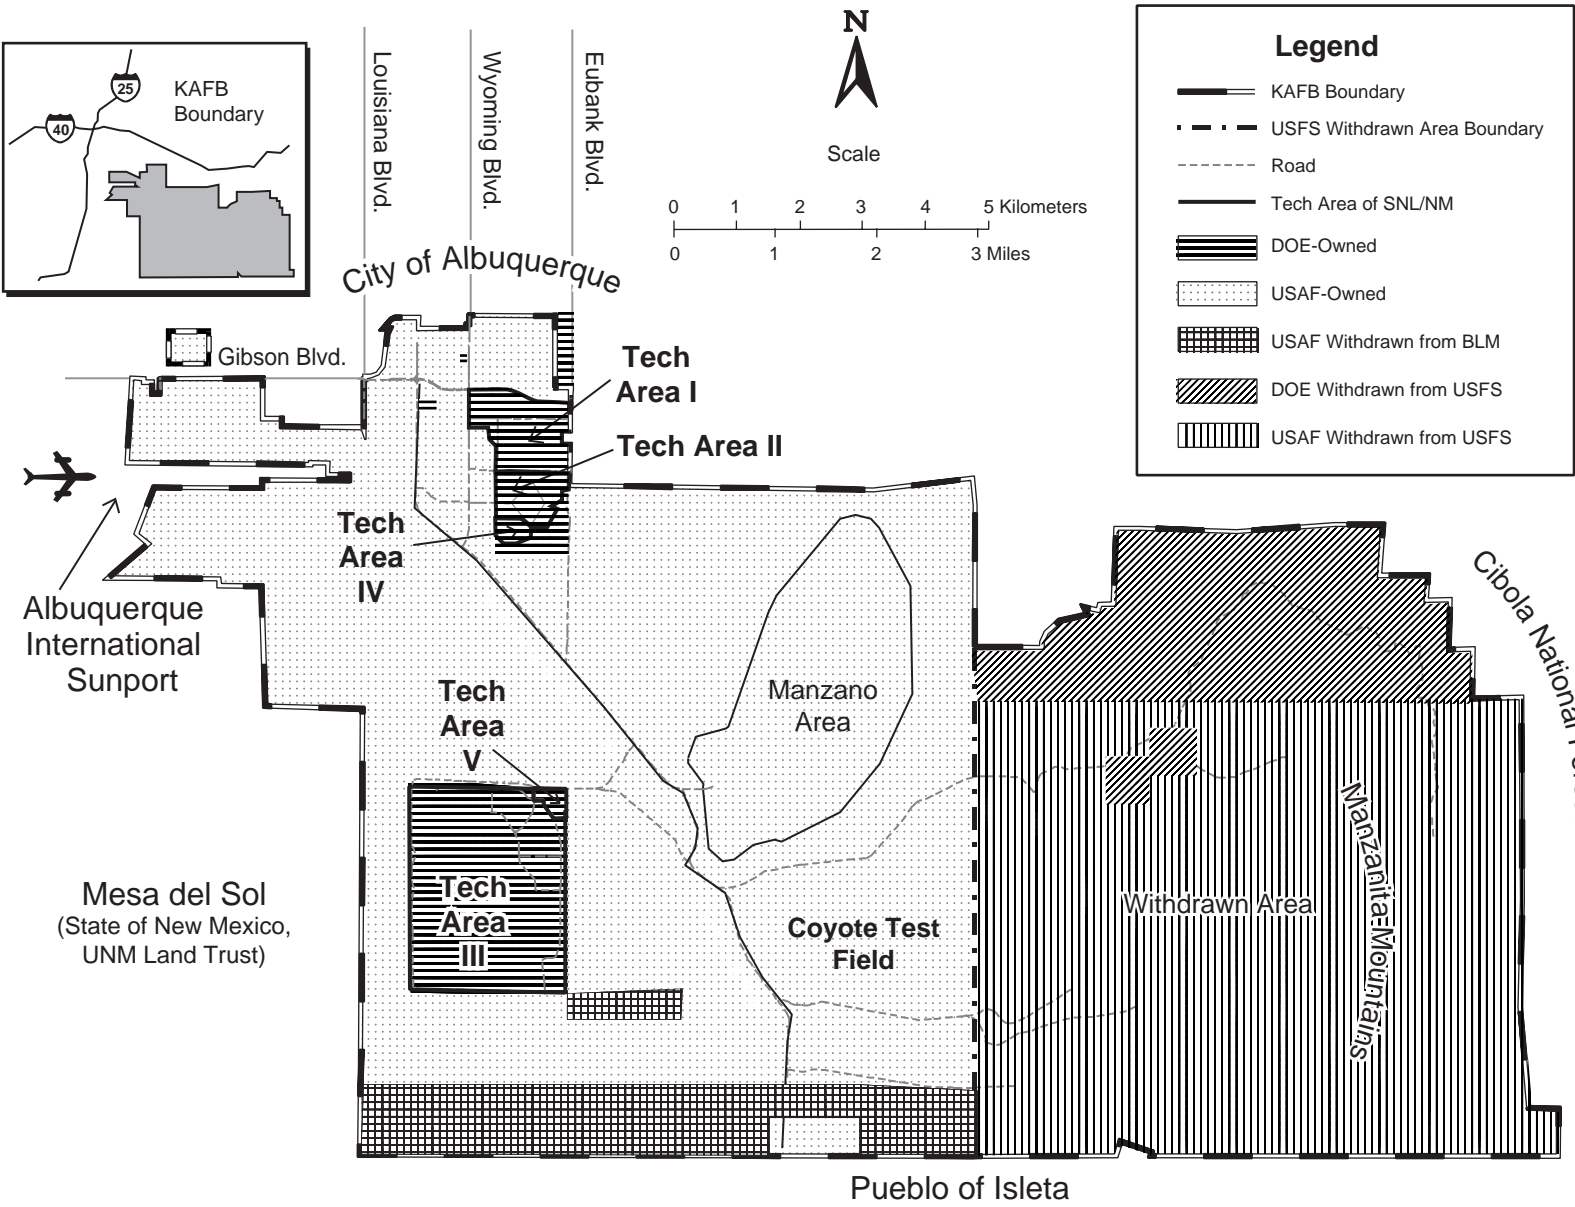 25
KAFB
Boundary
40
Louisiana Blvd.
Wyoming Blvd.
Eubank Blvd.
N
Scale
0 1 2 3 4 5 Kilometers
0 1 2 3 Miles
Legend
KAFB Boundary
USFS Withdrawn Area Boundary
Road
Tech Area of SNL/NM
DOE-Owned
USAF-Owned
USAF Withdrawn from BLM
DOE Withdrawn from USFS
USAF Withdrawn from USFS
City of Albuquerque
Gibson Blvd.
Tech
Area I
Tech Area II
Tech
Area
IV
Albuquerque
International
Sunport
Tech
Area
V
Manzano
Area
Cibola National
Mesa del Sol
(State of New Mexico,
UNM Land Trust)
Tech
Area
III
Coyote Test
Field
Withdrawn Area
Manzanita Mountains
Pueblo of Isleta